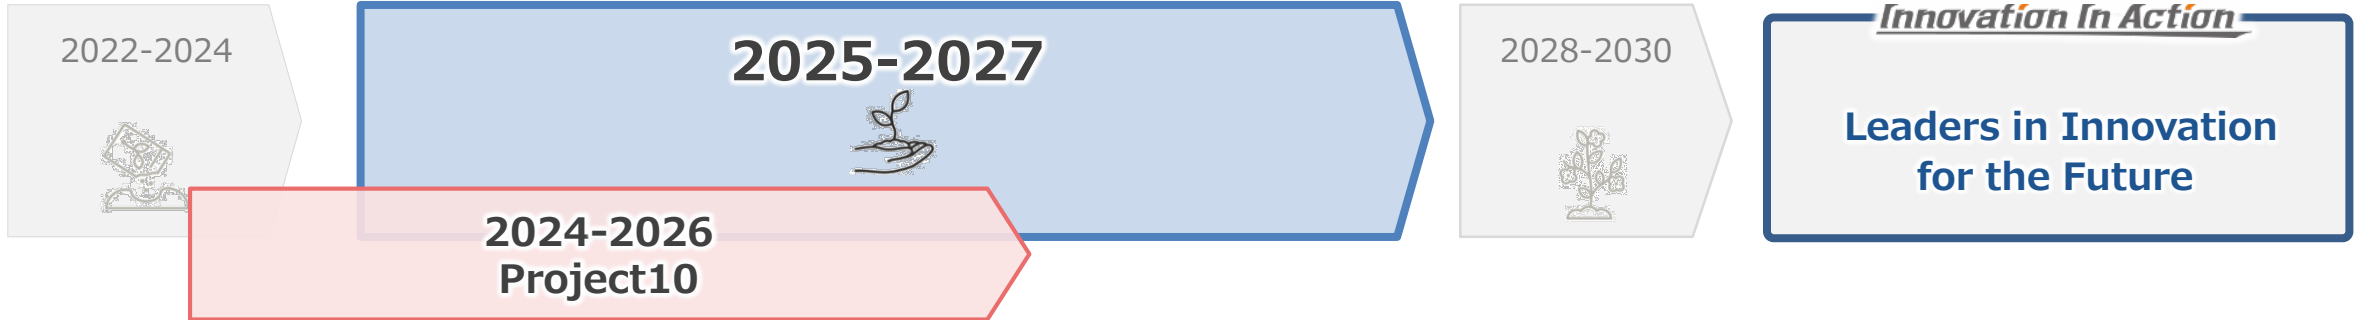 2022-2024
2025-2027
2024-2026
Project10
2028-2030
Innovation In Action
Leaders in Innovation
for the Future